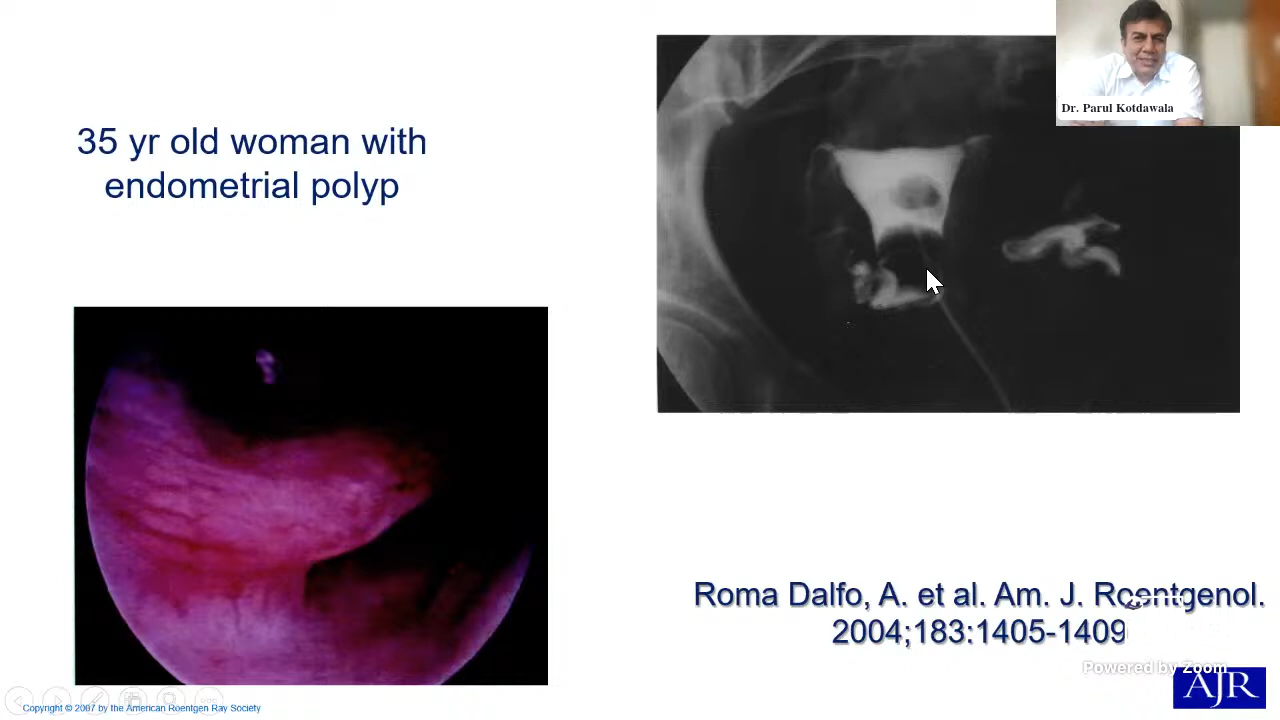 35 yr old woman with
endometrial polyp
Dr. Parul Kotdawala
Roma Dalfo, A. et al. Am. J. Roentgenol.
2004;183:1405-1409
Powered by Zoom
AJR
Copyright © 2007 by the American Roentgen Ray Society